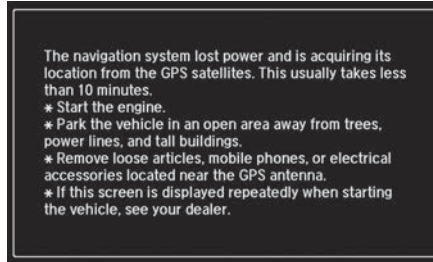 The navigation system lost power and is acquiring its
location from the GPS satellites. This usually takes less
than 10 minutes.
* Start the engine.
* Park the vehicle in an open area away from trees,
power lines, and tall buildings.
* Remove loose articles, mobile phones, or electrical
accessories located near the GPS antenna.
* If this screen is displayed repeatedly when starting
the vehicle, see your dealer.